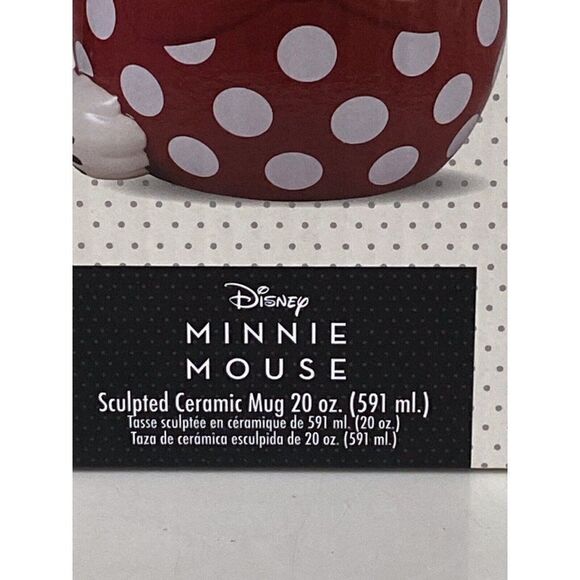 Disney
MINNIE
MOUSE
Sculpted Ceramic Mug 20 oz. (591 ml.)
Tasse sculptée en céramique de 591 ml. (20 oz.)
Taza de cerámica esculpida de 20 oz. (591 ml.)